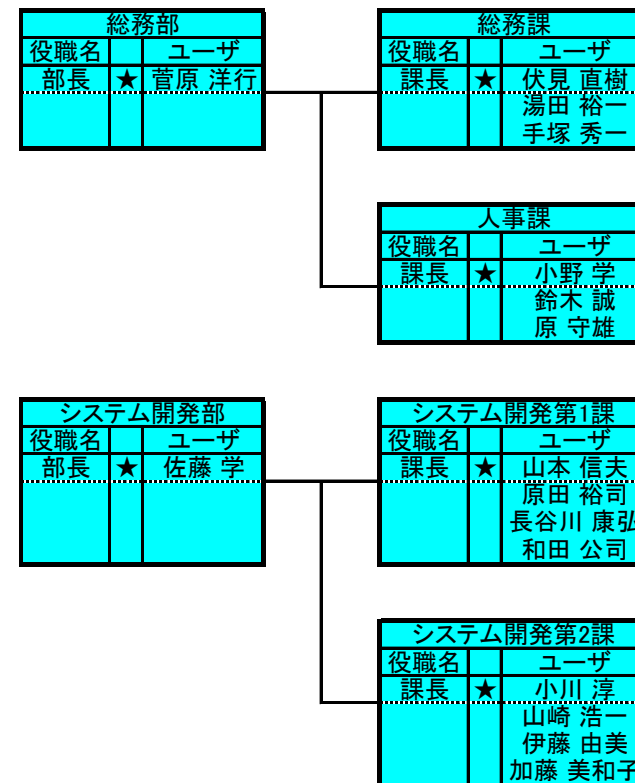 総務部
役職名 ユーザ
部長 ★ 菅原 洋行
総務課
役職名 ユーザ
課長 ★ 伏見 直樹
湯田 裕一
手塚 秀一
人事課
役職名 ユーザ
課長 ★ 小野 学
鈴木 誠
原 守雄
システム開発部
役職名 ユーザ
部長 ★ 佐藤 学
システム開発第1課
役職名 ユーザ
課長 ★ 山本 信夫
原田 裕司
長谷川 康弘
和田 公司
システム開発第2課
役職名 ユーザ
課長 ★ 小川 淳
山崎 浩一
伊藤 由美
加藤 美和子